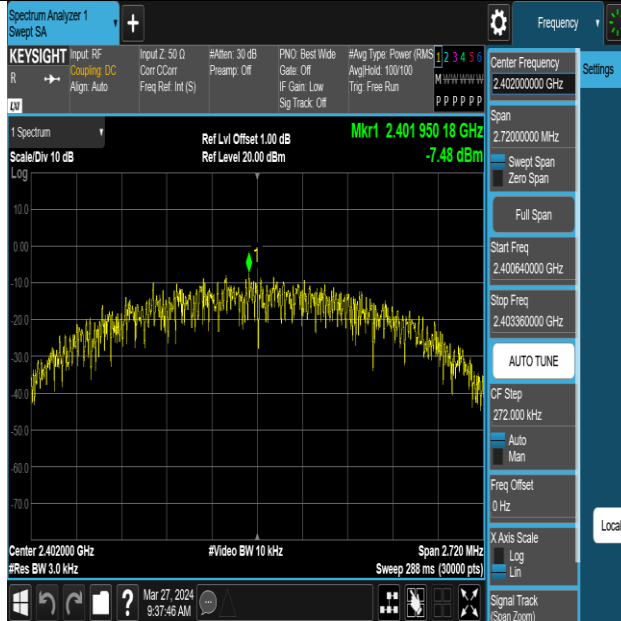 Spectrum Analyzer 1
Swept SA
Frequency
KEYSIGHT
R
LXI
Input: RF
Coupling: DC
Align: Auto
Input Z: 50 Ω
Corr CCorr
Freq Ref: Int (S)
#Atten: 30 dB
Preamp: Off
PNO: Best Wide
Gate: Off
IF Gain: Low
Sig Track: Off
#Avg Type: Power (RMS
Avg|Hold: 100/100
Trig: Free Run
1 2 3 4 5 6
M W W W W W
P P P P P P
1 Spectrum
Scale/Div 10 dB
Ref Lvl Offset 1.00 dB
Ref Level 20.00 dBm
Mkr1 2.401 950 18 GHz
-7.48 dBm
Log
10.0
0.00
-10.0
-20.0
-30.0
-40.0
-50.0
-60.0
-70.0
1
Center 2.402000 GHz
#Res BW 3.0 kHz
#Video BW 10 kHz
Span 2.720 MHz
Sweep 288 ms (30000 pts)
Center Frequency
2.402000000 GHz
Span
2.72000000 MHz
Swept Span
Zero Span
Full Span
Start Freq
2.400640000 GHz
Stop Freq
2.403360000 GHz
AUTO TUNE
CF Step
272.000 kHz
Auto
Man
Freq Offset
0 Hz
X Axis Scale
Log
Lin
Signal Track
(Span Zoom)
Settings
Local
?
Mar 27, 2024
9:37:46 AM